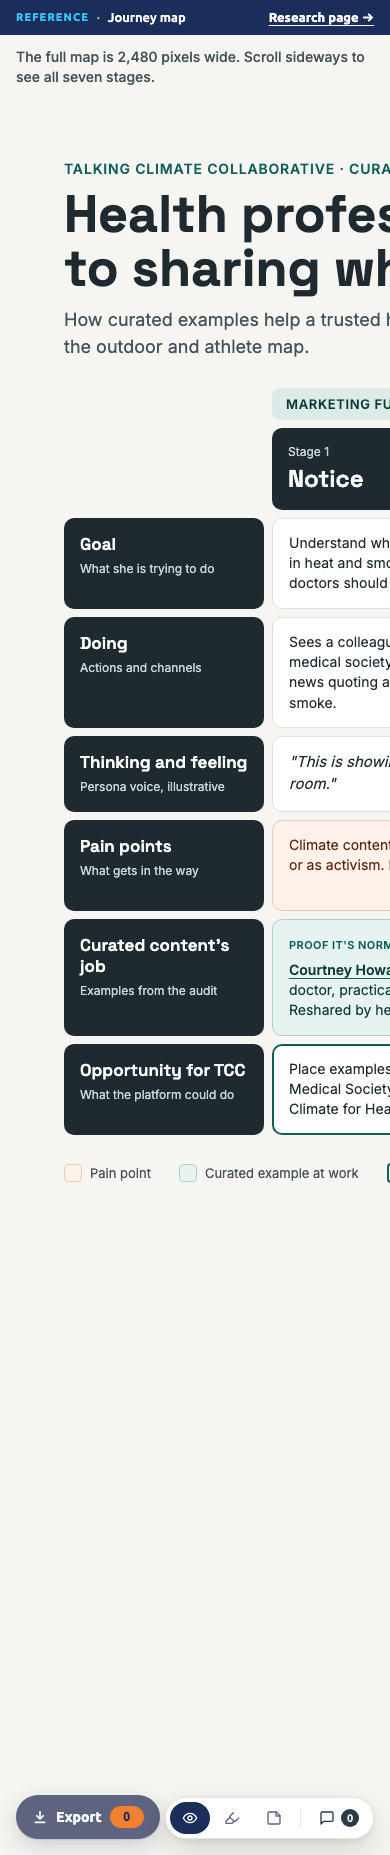 REFERENCE · Journey map
Research page →
The full map is 2,480 pixels wide. Scroll sideways to
see all seven stages.
TALKING CLIMATE COLLABORATIVE · CURA
Health profes
to sharing wh
How curated examples help a trusted h
the outdoor and athlete map.
MARKETING FU
Stage 1
Notice
Goal
What she is trying to do
Understand wh
in heat and smo
doctors should
Doing
Actions and channels
Sees a colleagu
medical society
news quoting a
smoke.
Thinking and feeling
Persona voice, illustrative
"This is showi
room."
Pain points
What gets in the way
Climate content
or as activism.
Curated content's
job
Examples from the audit
PROOF IT'S NORM
Courtney Howa
doctor, practica
Reshared by he
Opportunity for TCC
What the platform could do
Place examples
Medical Society
Climate for Hea
Pain point
Curated example at work
Export 0
0